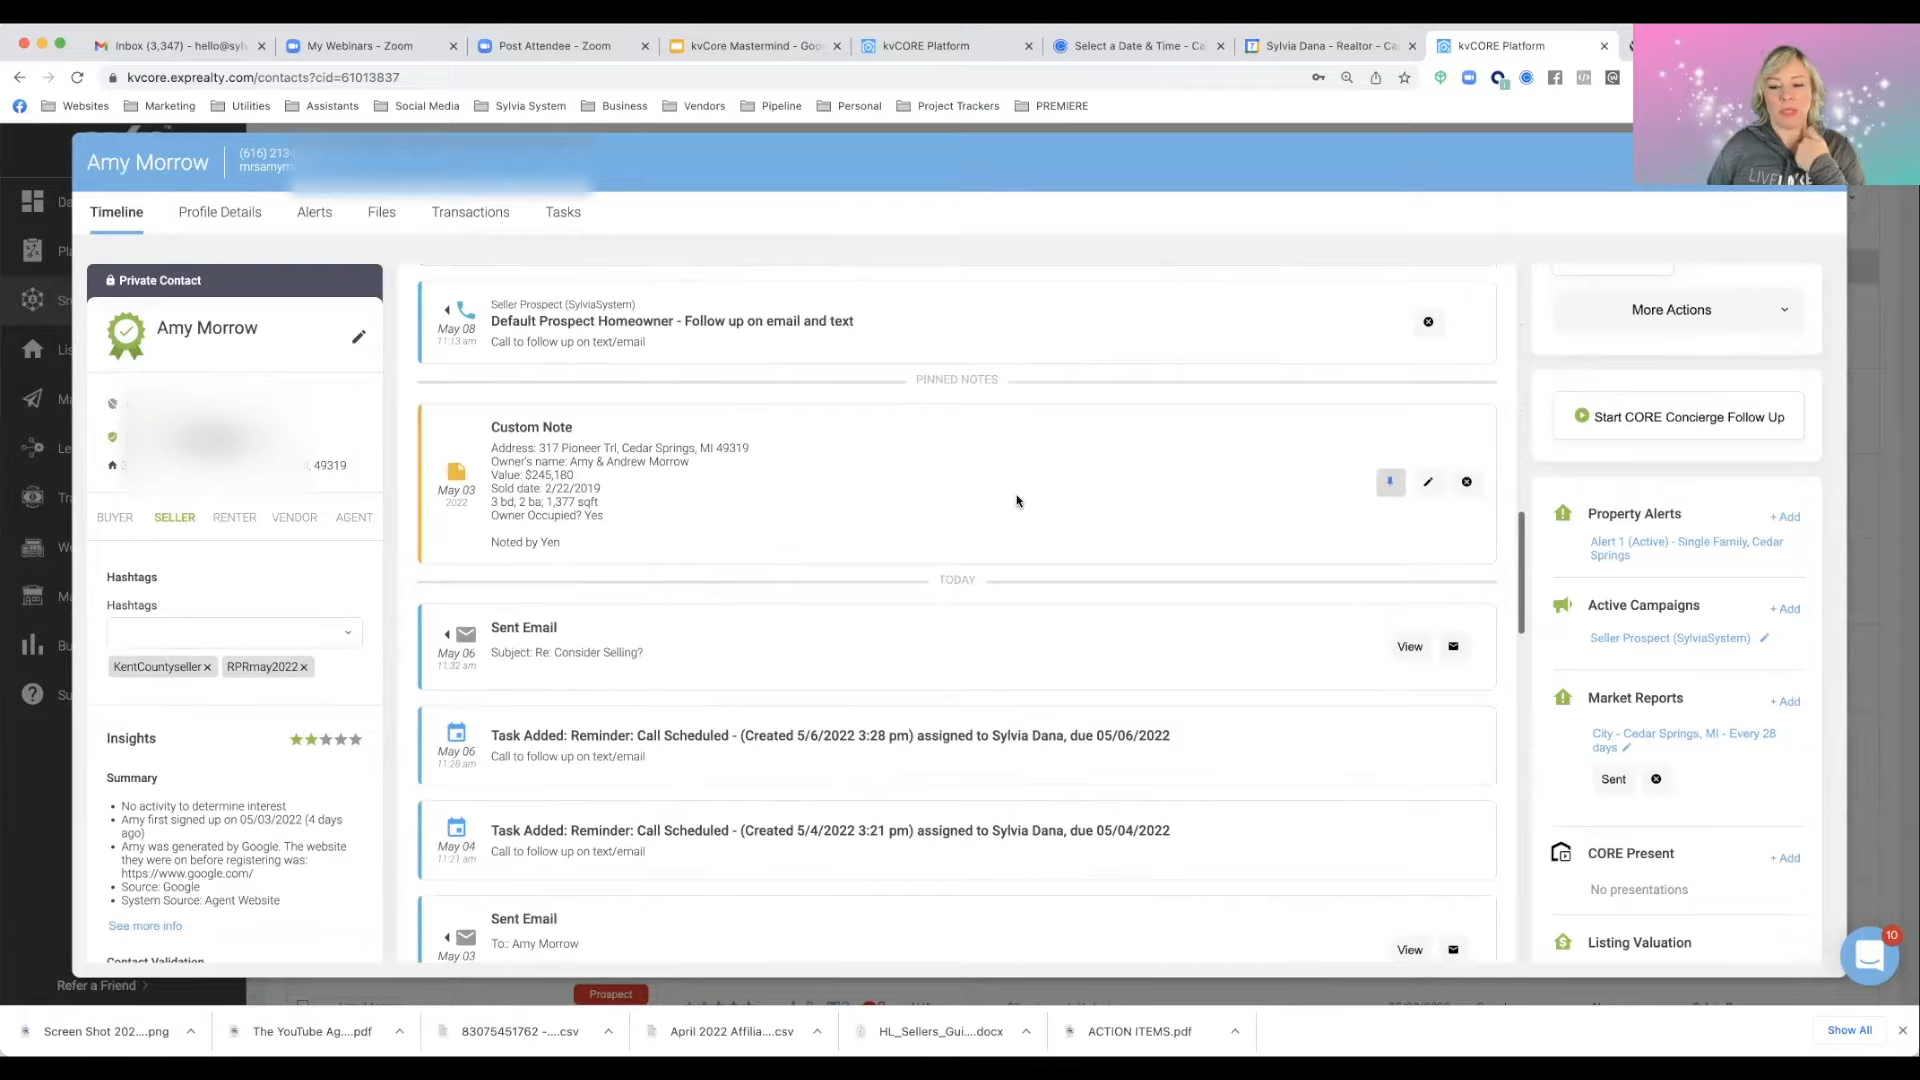 Inbox (3,347) - hello@syl
My Webinars - Zoom
Post Attendee - Zoom
kvCore Mastermind - Goo
kvCORE Platform
Select a Date & Time - Ca
Sylvia Dana - Realtor - Ca
kvCORE Platform
kvcore.exprealty.com/contacts?cid=61013837
Websites
Marketing
Utilities
Assistants
Social Media
Sylvia System
Business
Vendors
Pipeline
Personal
Project Trackers
PREMIERE
Amy Morrow
(616) 213-
mrsamym
Timeline
Profile Details
Alerts
Files
Transactions
Tasks
Private Contact
Amy Morrow
, 49319
BUYER
SELLER
RENTER
VENDOR
AGENT
Hashtags
Hashtags
KentCountyseller
RPRmay2022
Insights
Summary
No activity to determine interest
Amy first signed up on 05/03/2022 (4 days
ago)
Amy was generated by Google. The website
they were on before registering was:
https://www.google.com/
Source: Google
System Source: Agent Website
See more info
Contact Validation
Refer a Friend
May 08
11:13 am
Seller Prospect (SylviaSystem)
Default Prospect Homeowner - Follow up on email and text
Call to follow up on text/email
PINNED NOTES
May 03
2022
Custom Note
Address: 317 Pioneer Trl, Cedar Springs, MI 49319
Owner's name: Amy & Andrew Morrow
Value: $245,180
Sold date: 2/22/2019
3 bd; 2 ba; 1,377 sqft
Owner Occupied? Yes
Noted by Yen
TODAY
May 06
11:32 am
Sent Email
Subject: Re: Consider Selling?
View
May 06
11:28 am
Task Added: Reminder: Call Scheduled - (Created 5/6/2022 3:28 pm) assigned to Sylvia Dana, due 05/06/2022
Call to follow up on text/email
May 04
11:21 am
Task Added: Reminder: Call Scheduled - (Created 5/4/2022 3:21 pm) assigned to Sylvia Dana, due 05/04/2022
Call to follow up on text/email
May 03
Sent Email
To.: Amy Morrow
View
Prospect
More Actions
Start CORE Concierge Follow Up
Property Alerts
+ Add
Alert 1 (Active) - Single Family, Cedar
Springs
Active Campaigns
+ Add
Seller Prospect (SylviaSystem)
Market Reports
+ Add
City - Cedar Springs, MI - Every 28
days
Sent
CORE Present
+ Add
No presentations
Listing Valuation
10
Screen Shot 202....png
The YouTube Ag....pdf
83075451762 -....csv
April 2022 Affilia....csv
HL_Sellers_Gui....docx
ACTION ITEMS.pdf
Show All